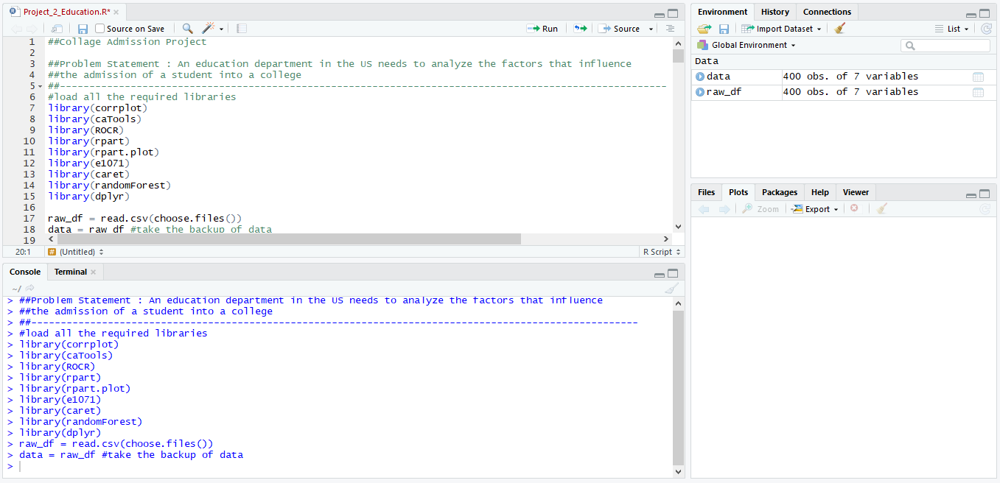 Project_2_Education.R*
Source on Save
Run
Source
1 ##Collage Admission Project
2
3 ##Problem Statement : An education department in the US needs to analyze the factors that influence
4 ##the admission of a student into a college
5 ##-------------------------------------------------------------------------------------------------------
6 #load all the required libraries
7 library(corrplot)
8 library(caTools)
9 library(ROCR)
10 library(rpart)
11 library(rpart.plot)
12 library(e1071)
13 library(caret)
14 library(randomForest)
15 library(dplyr)
16
17 raw_df = read.csv(choose.files())
18 data = raw_df #take the backup of data
19
20:1 # (Untitled) R Script
Console Terminal
~/
> ##Problem Statement : An education department in the US needs to analyze the factors that influence
> ##the admission of a student into a college
> ##-------------------------------------------------------------------------------------------------------
> #load all the required libraries
> library(corrplot)
> library(caTools)
> library(ROCR)
> library(rpart)
> library(rpart.plot)
> library(e1071)
> library(caret)
> library(randomForest)
> library(dplyr)
> raw_df = read.csv(choose.files())
> data = raw_df #take the backup of data
>
Environment History Connections
Import Dataset List
Global Environment
Data
data 400 obs. of 7 variables
raw_df 400 obs. of 7 variables
Files Plots Packages Help Viewer
Zoom Export